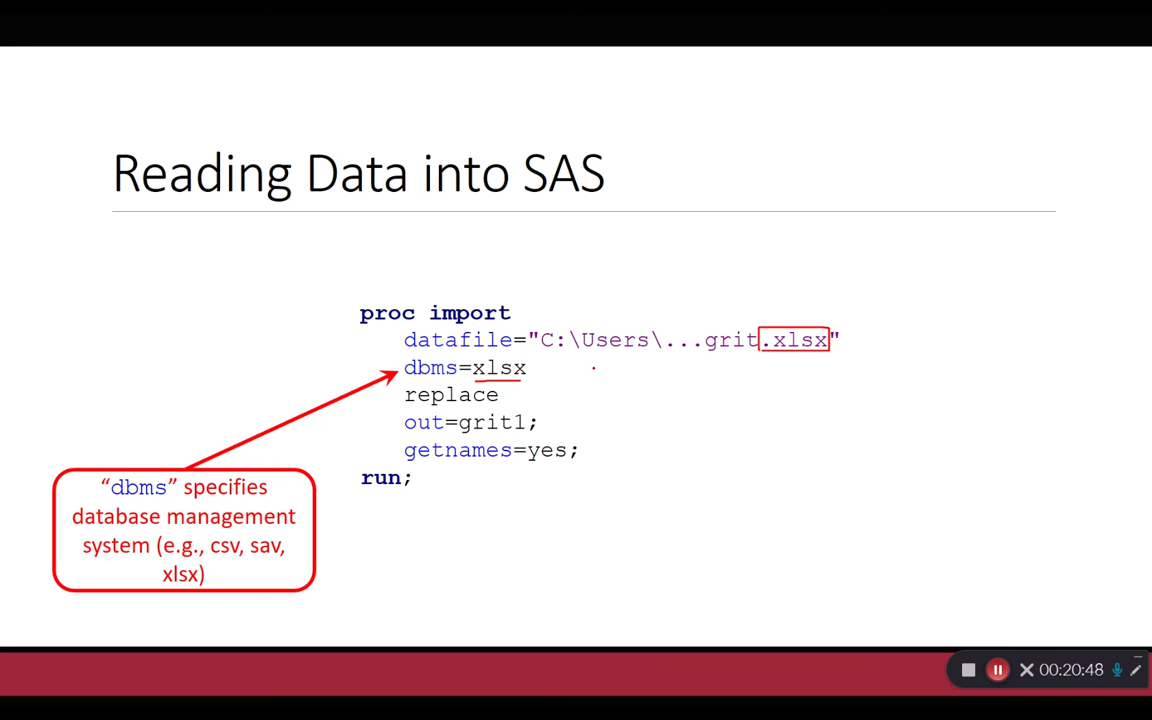 Reading Data into SAS
proc import
datafile="C:\Users\...grit.xlsx"
dbms=xlsx
replace
out=grit1;
getnames=yes;
run;
“dbms” specifies
database management
system (e.g., csv, sav,
xlsx)
00:20:48